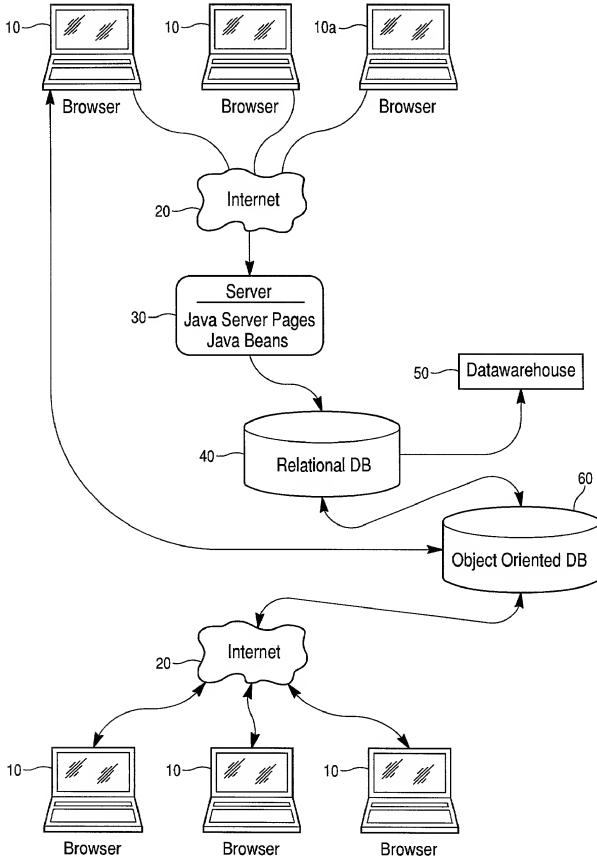 10
10
10a
Browser
Browser
Browser
20
Internet
30
Server
Java Server Pages
Java Beans
50
Datawarehouse
40
Relational DB
60
Object Oriented DB
20
Internet
10
10
10
Browser
Browser
Browser